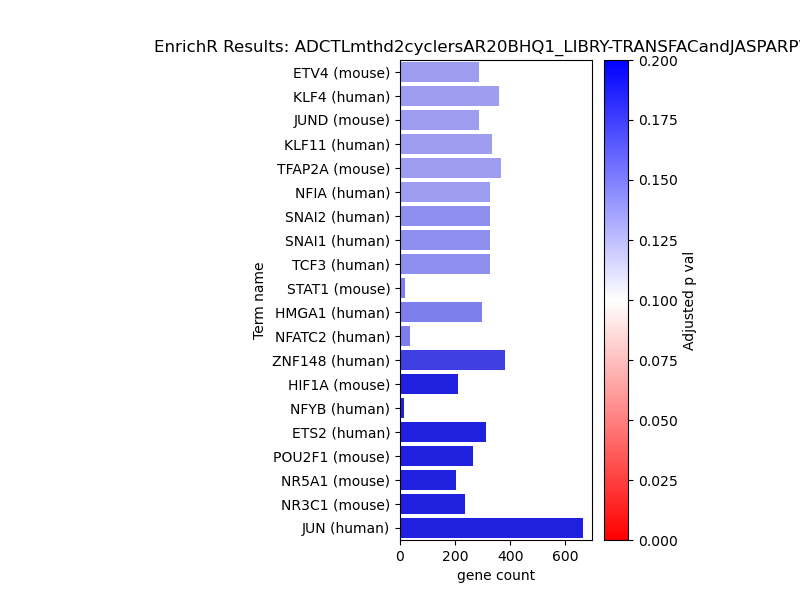 EnrichR Results: ADCTLmthd2cyclersAR20BHQ1_LIBRY-TRANSFACandJASPARP
ETV4 (mouse)
KLF4 (human)
JUND (mouse)
KLF11 (human)
TFAP2A (mouse)
NFIA (human)
SNAI2 (human)
SNAI1 (human)
TCF3 (human)
STAT1 (mouse)
HMGA1 (human)
NFATC2 (human)
ZNF148 (human)
HIF1A (mouse)
NFYB (human)
ETS2 (human)
POU2F1 (mouse)
NR5A1 (mouse)
NR3C1 (mouse)
JUN (human)
Term name
0 200 400 600
gene count
0.200
0.175
0.150
0.125
0.100
0.075
0.050
0.025
0.000
Adjusted p val